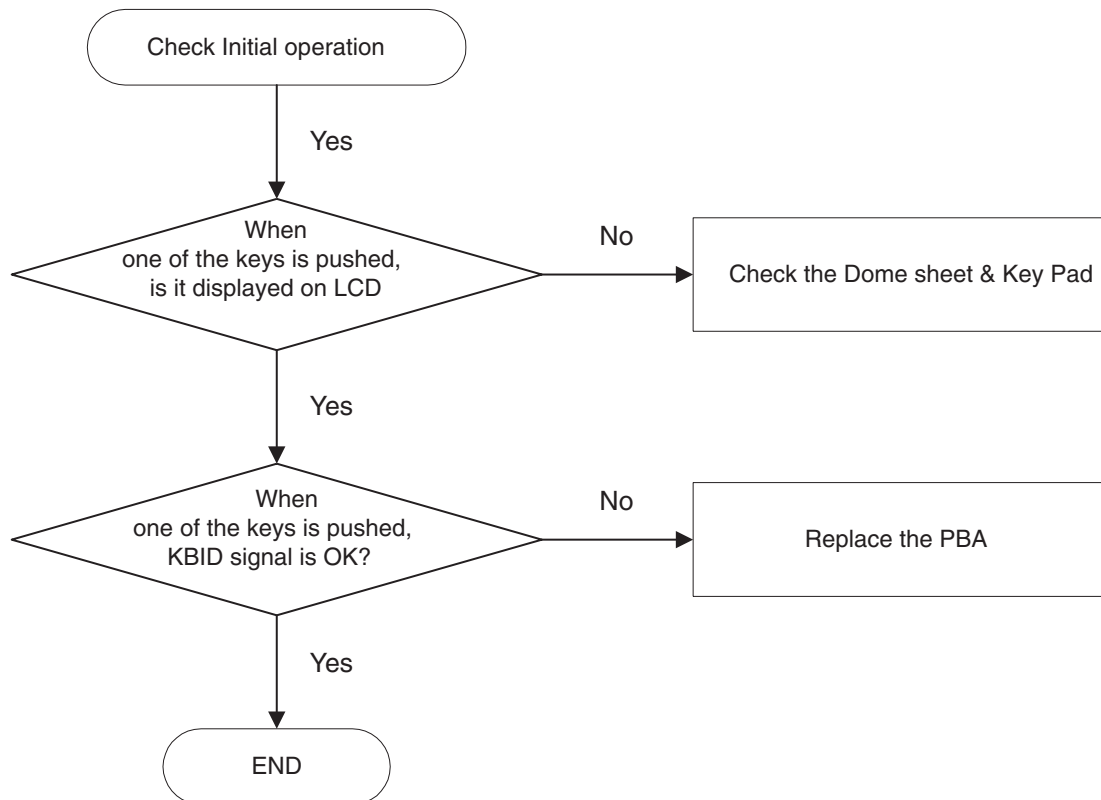 Check Initial operation
Yes
When
one of the keys is pushed,
is it displayed on LCD
No
Check the Dome sheet & Key Pad
Yes
When
one of the keys is pushed,
KBID signal is OK?
No
Replace the PBA
Yes
END